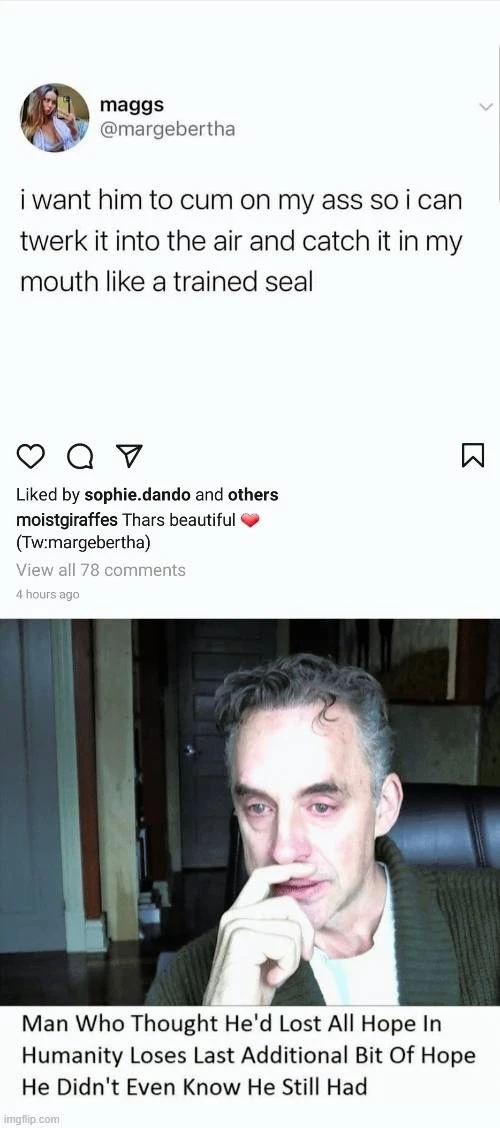 maggs
@margebertha
i want him to cum on my ass so i can
twerk it into the air and catch it in my
mouth like a trained seal
Liked by sophie.dando and others
moistgiraffes Thars beautiful ❤️
(Tw:margebertha)
View all 78 comments
4 hours ago
Man Who Thought He'd Lost All Hope In
Humanity Loses Last Additional Bit Of Hope
He Didn't Even Know He Still Had
imgflip.com